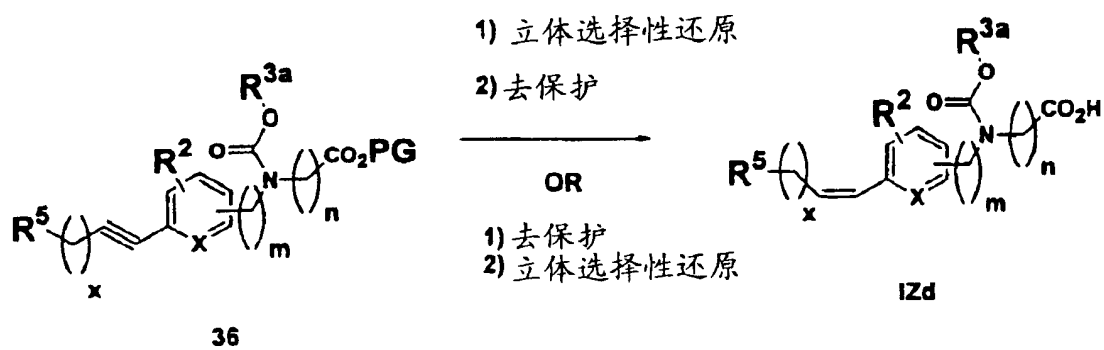 1) 立体选择性还原
2) 去保护
OR
1) 去保护
2) 立体选择性还原
R3a
O
O
R2
N
CO2PG
n
m
X
R5
x
36
R3a
O
O
R2
N
CO2H
n
m
X
R5
x
IZd